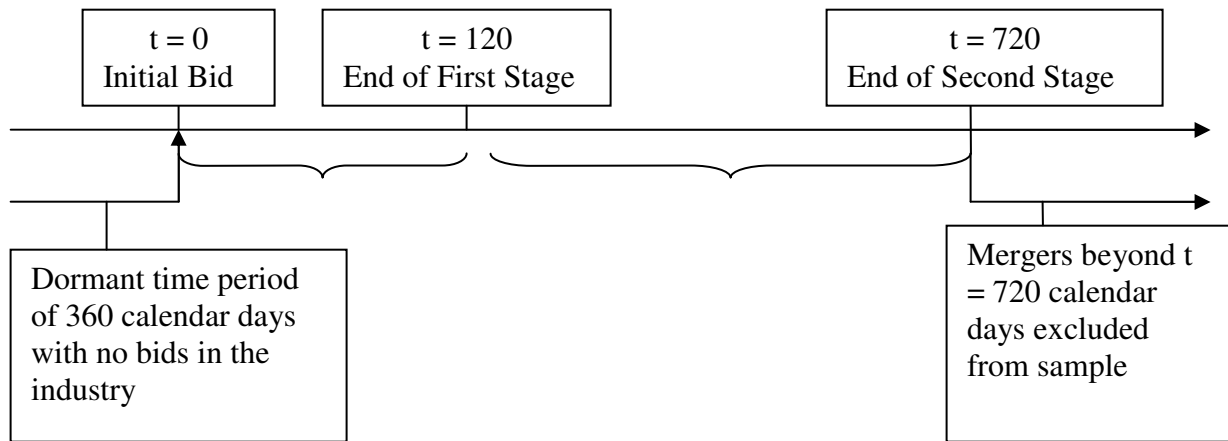 t = 0
Initial Bid
t = 120
End of First Stage
t = 720
End of Second Stage
Dormant time period
of 360 calendar days
with no bids in the
industry
Mergers beyond t
= 720 calendar
days excluded
from sample